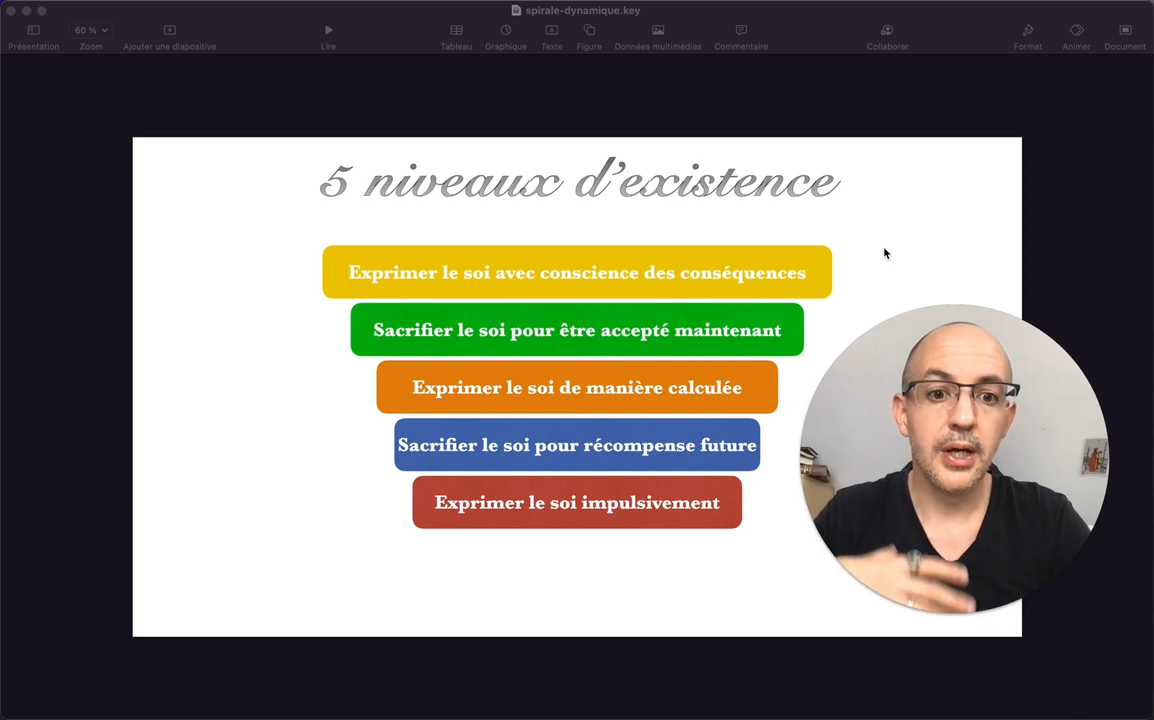 spirale-dynamique.key
60 %
Présentation
Zoom
Ajouter une diapositive
Lire
Tableau
Graphique
Texte
Figure
Données multimédias
Commentaire
Collaborer
Format
Animer
Document
5 niveaux d'existence
Exprimer le soi avec conscience des conséquences
Sacrifier le soi pour être accepté maintenant
Exprimer le soi de manière calculée
Sacrifier le soi pour récompense future
Exprimer le soi impulsivement